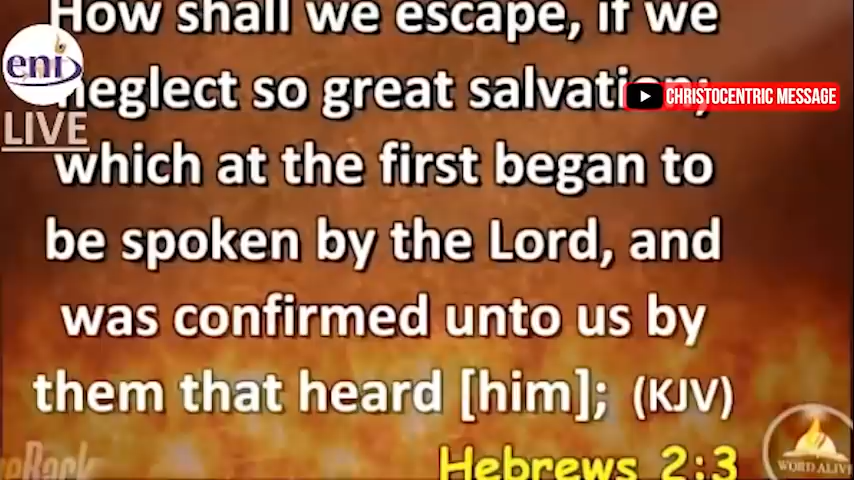 How shall we escape, if we
eni
neglect so great salvation;
CHRISTOCENTRIC MESSAGE
LIVE
which at the first began to
be spoken by the Lord, and
was confirmed unto us by
them that heard [him]; (KJV)
Hebrews 2:3
WORD ALIVE